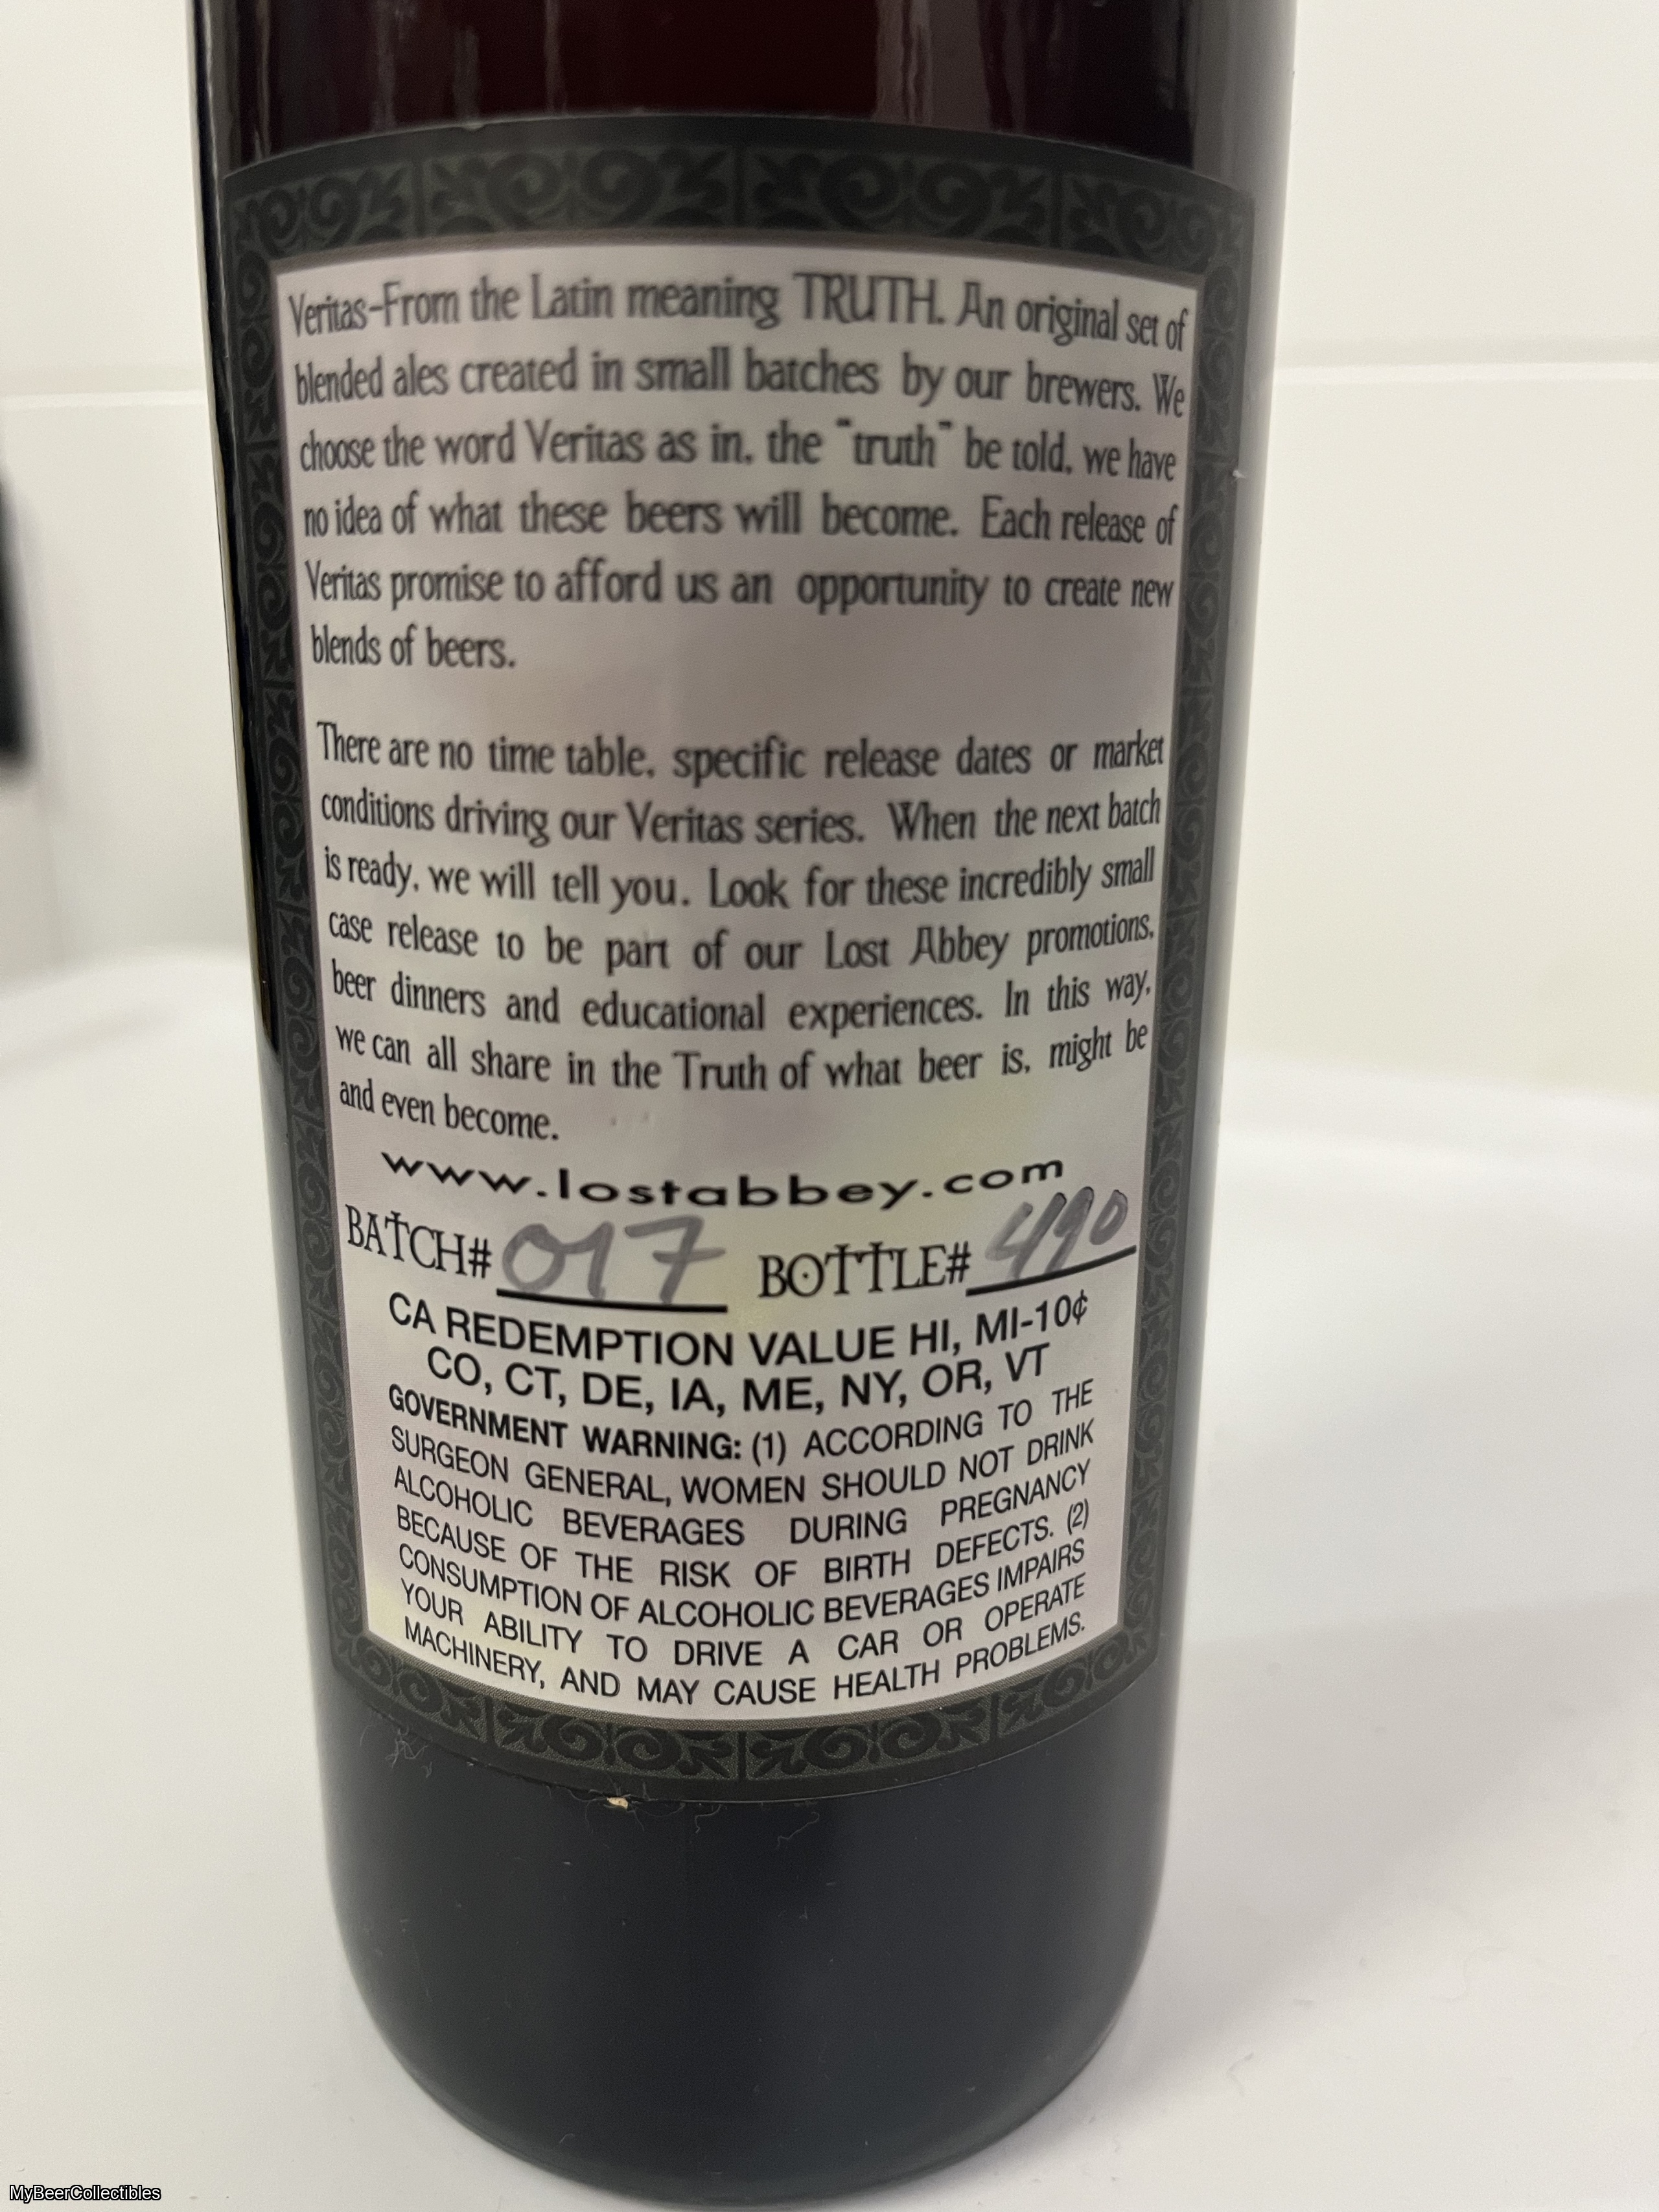 Veritas-From the Latin meaning TRUTH. An original set of
blended ales created in small batches by our brewers. We
choose the word Veritas as in, the "truth" be told, we have
no idea of what these beers will become. Each release of
Veritas promise to afford us an opportunity to create new
blends of beers.
There are no time table, specific release dates or market
conditions driving our Veritas series. When the next batch
is ready, we will tell you. Look for these incredibly small
case release to be part of our Lost Abbey promotions,
beer dinners and educational experiences. In this way,
we can all share in the Truth of what beer is, might be
and even become.
www.lostabbey.com
BATCH# 017 BOTTLE# 490
CA REDEMPTION VALUE HI, MI-10¢
CO, CT, DE, IA, ME, NY, OR, VT
GOVERNMENT WARNING: (1) ACCORDING TO THE
SURGEON GENERAL, WOMEN SHOULD NOT DRINK
ALCOHOLIC BEVERAGES DURING PREGNANCY
BECAUSE OF THE RISK OF BIRTH DEFECTS. (2)
CONSUMPTION OF ALCOHOLIC BEVERAGES IMPAIRS
YOUR ABILITY TO DRIVE A CAR OR OPERATE
MACHINERY, AND MAY CAUSE HEALTH PROBLEMS.
MyBeerCollectibles